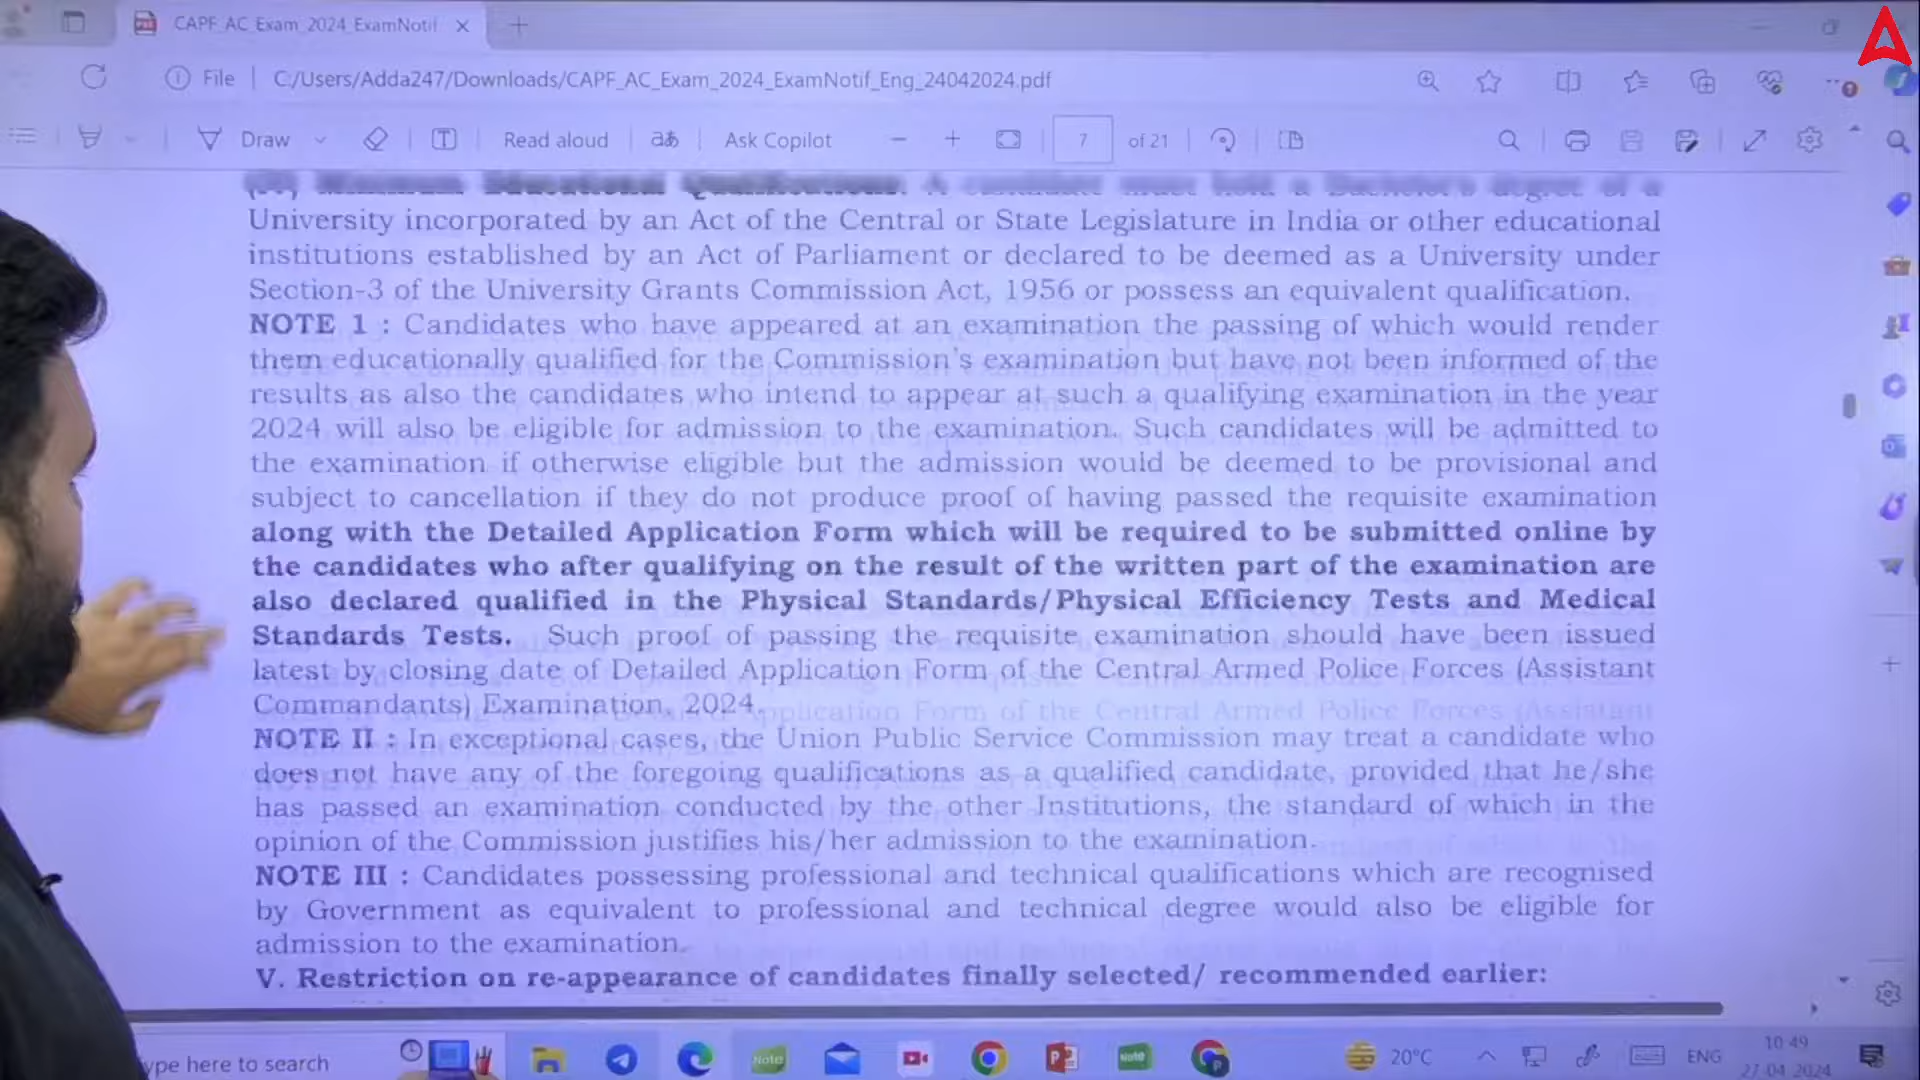 CAPF_AC_Exam_2024_ExamNotif
File C:/Users/Adda247/Downloads/CAPF_AC_Exam_2024_ExamNotif_Eng_24042024.pdf
Draw T Read aloud aあ Ask Copilot 7 of 21
Minimum Educational Qualifications: A candidate must hold a Bachelor's degree of a
University incorporated by an Act of the Central or State Legislature in India or other educational
institutions established by an Act of Parliament or declared to be deemed as a University under
Section-3 of the University Grants Commission Act, 1956 or possess an equivalent qualification.
NOTE 1 : Candidates who have appeared at an examination the passing of which would render
them educationally qualified for the Commission's examination but have not been informed of the
results as also the candidates who intend to appear at such a qualifying examination in the year
2024 will also be eligible for admission to the examination. Such candidates will be admitted to
the examination if otherwise eligible but the admission would be deemed to be provisional and
subject to cancellation if they do not produce proof of having passed the requisite examination
along with the Detailed Application Form which will be required to be submitted online by
the candidates who after qualifying on the result of the written part of the examination are
also declared qualified in the Physical Standards/Physical Efficiency Tests and Medical
Standards Tests. Such proof of passing the requisite examination should have been issued
latest by closing date of Detailed Application Form of the Central Armed Police Forces (Assistant
Commandants) Examination, 2024.
NOTE II : In exceptional cases, the Union Public Service Commission may treat a candidate who
does not have any of the foregoing qualifications as a qualified candidate, provided that he/she
has passed an examination conducted by the other Institutions, the standard of which in the
opinion of the Commission justifies his/her admission to the examination.
NOTE III : Candidates possessing professional and technical qualifications which are recognised
by Government as equivalent to professional and technical degree would also be eligible for
admission to the examination.
V. Restriction on re-appearance of candidates finally selected/ recommended earlier:
ype here to search Note Note 20°C ENG 10:49
27-04-2024